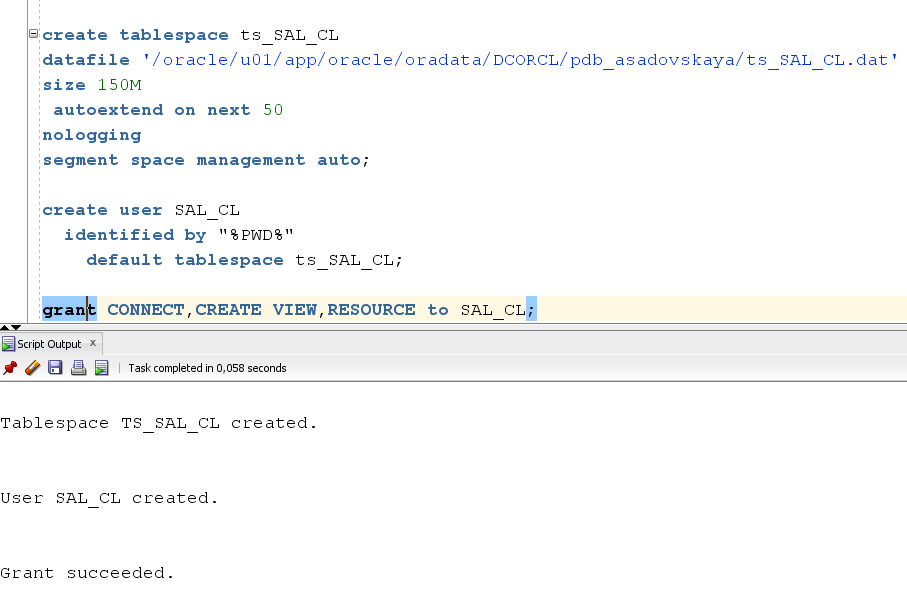 create tablespace ts_SAL_CL
datafile '/oracle/u01/app/oracle/oradata/DCORCL/pdb_asadovskaya/ts_SAL_CL.dat'
size 150M
autoextend on next 50
nologging
segment space management auto;
create user SAL_CL
identified by "%PWD%"
default tablespace ts_SAL_CL;
grant CONNECT,CREATE VIEW,RESOURCE to SAL_CL;
Script Output x
Task completed in 0,058 seconds
Tablespace TS_SAL_CL created.
User SAL_CL created.
Grant succeeded.